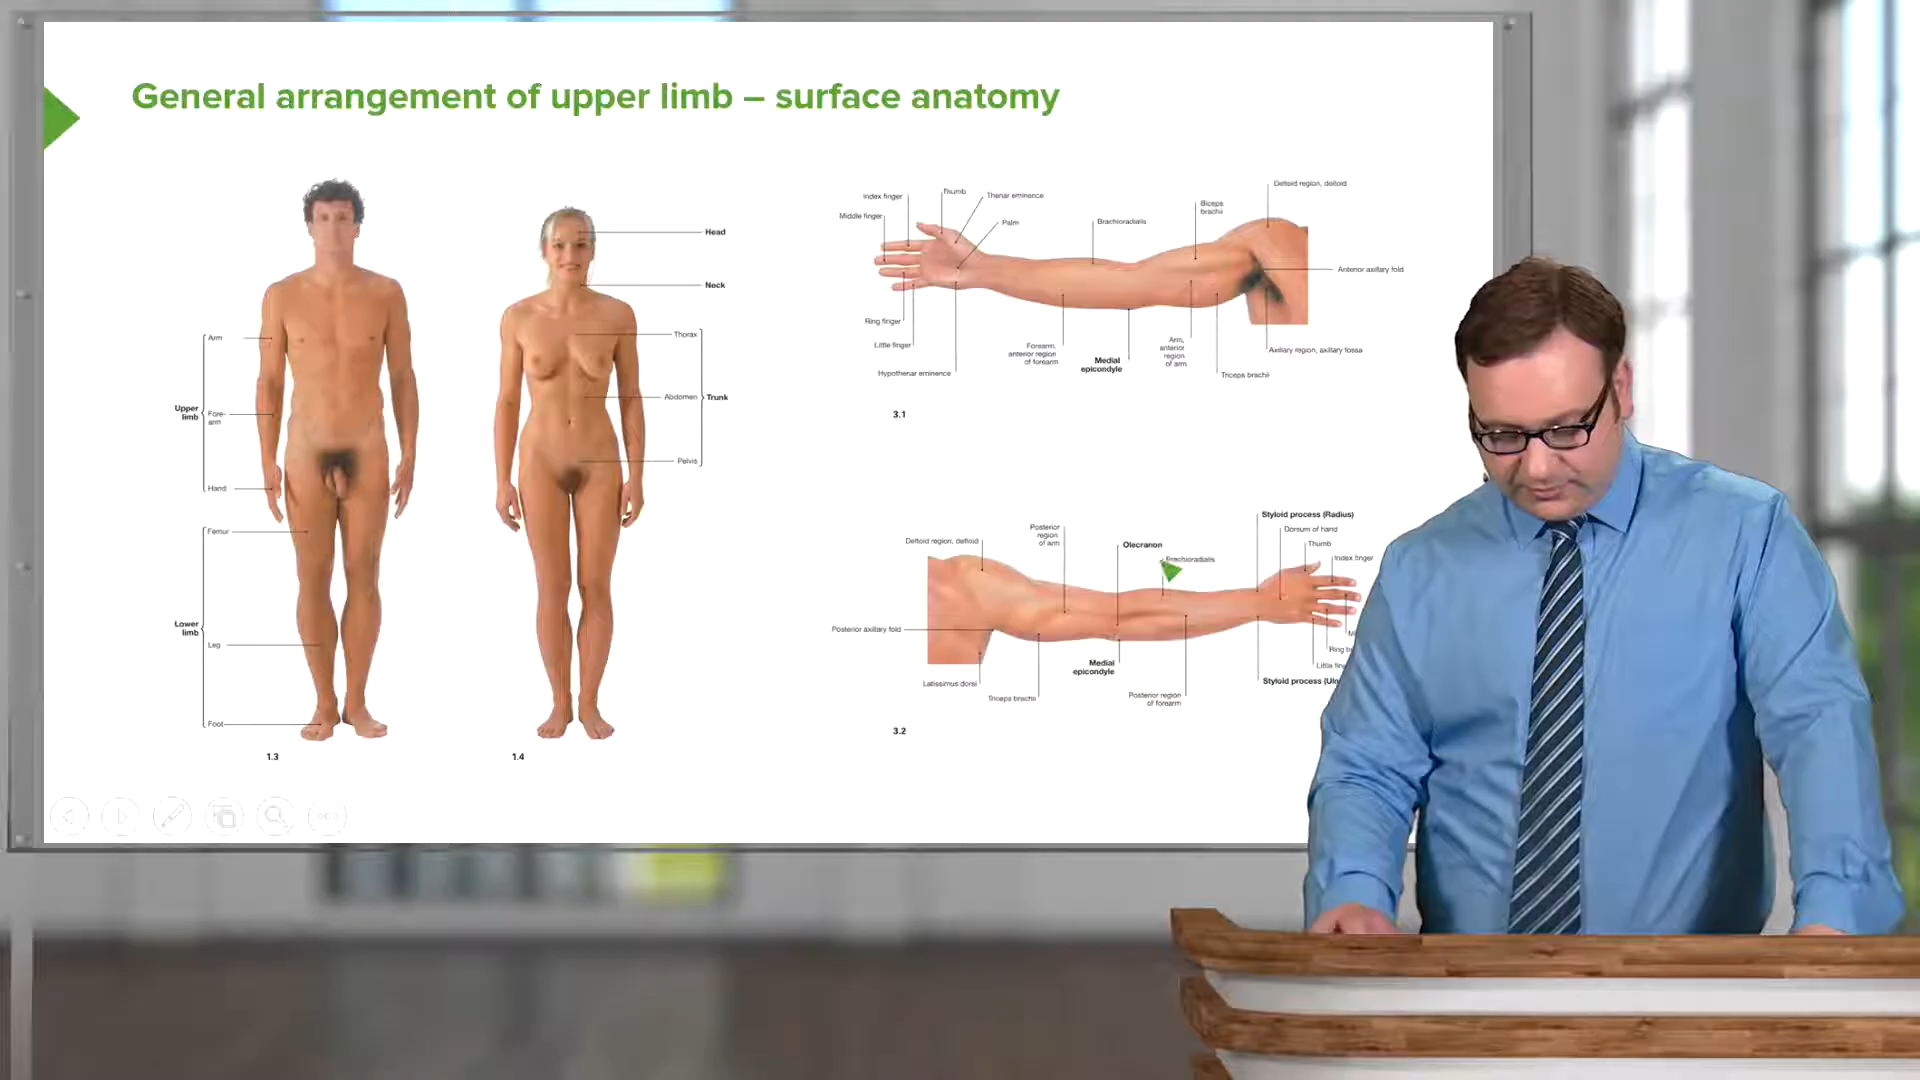 General arrangement of upper limb – surface anatomy
Head
Neck
Arm
Thorax
Upper
limb
Fore-
arm
Abdomen
Trunk
Pelvis
Hand
Femur
Lower
limb
Leg
Foot
1.3
1.4
Index finger
Thumb
Thenar eminence
Middle finger
Palm
Brachioradialis
Biceps
brachii
Deltoid region, deltoid
Anterior axillary fold
Ring finger
Little finger
Hypothenar eminence
Forearm,
anterior region
of forearm
Medial
epicondyle
Arm,
anterior
region
of arm
Triceps brachii
Axillary region, axillary fossa
3.1
Deltoid region, deltoid
Posterior
region
of arm
Olecranon
Brachioradialis
Styloid process (Radius)
Dorsum of hand
Thumb
Index finger
Posterior axillary fold
Latissimus dorsi
Triceps brachii
Medial
epicondyle
Posterior region
of forearm
Ring
Little
Styloid process
3.2